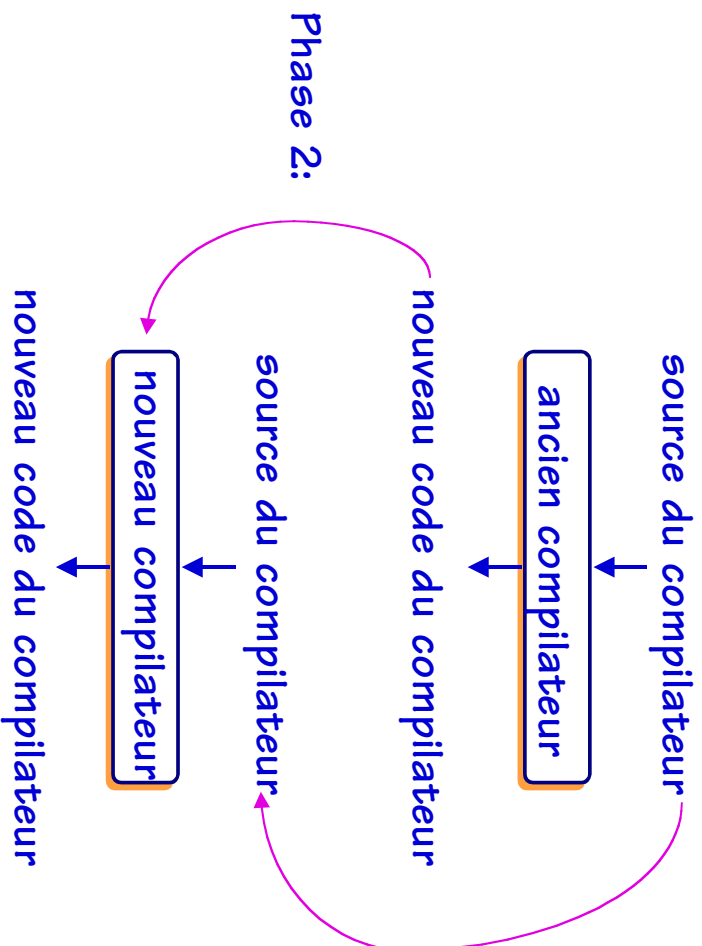 source du compilateur
ancien compilateur
nouveau code du compilateur
Phase 2:
source du compilateur
nouveau compilateur
nouveau code du compilateur